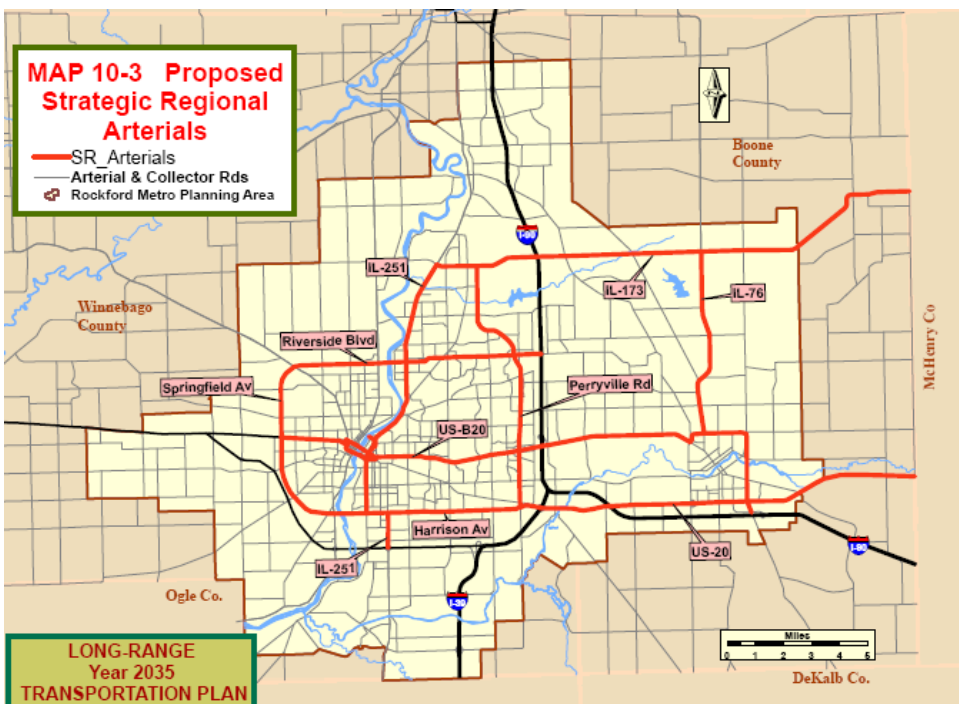 MAP 10-3 Proposed
Strategic Regional
Arterials
SR_Arterials
Arterial & Collector Rds
Rockford Metro Planning Area
Boone
County
I-90
IL-251
IL-173
IL-76
Winnebago
County
Riverside Blvd
Springfield Av
Perryville Rd
McHenry Co
US-B20
Harrison Av
IL-251
US-20
I-90
Ogle Co.
I-39
Miles
0 1 2 3 4 5
DeKalb Co.
LONG-RANGE
Year 2035
TRANSPORTATION PLAN